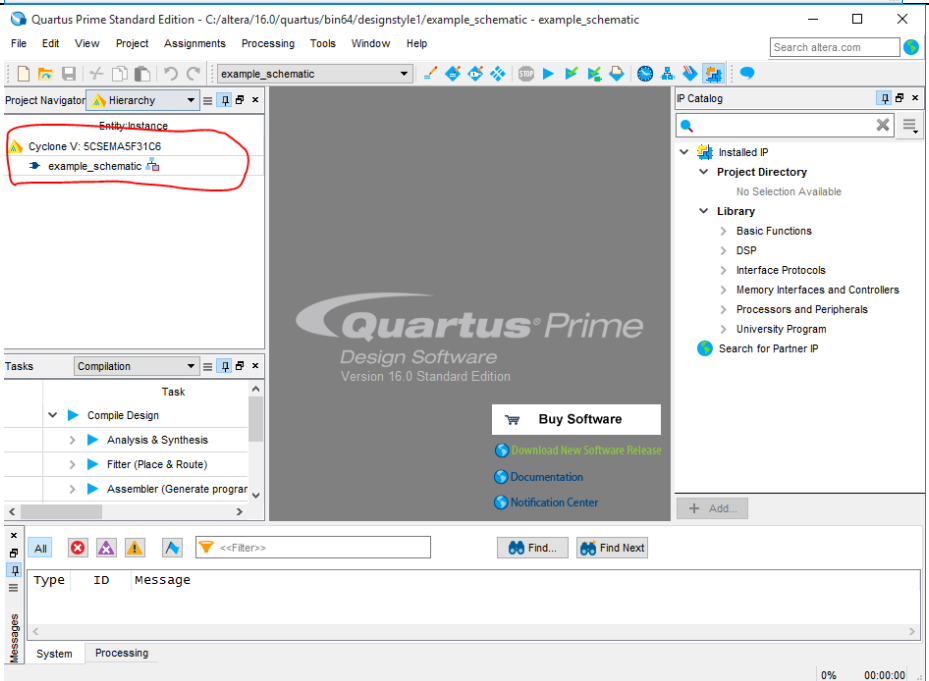 Quartus Prime Standard Edition - C:/altera/16.0/quartus/bin64/designstyle1/example_schematic - example_schematic
File Edit View Project Assignments Processing Tools Window Help
Search altera.com
example_schematic
STOP
Project Navigator Hierarchy
Entity:Instance
Cyclone V: 5CSEMA5F31C6
example_schematic
Tasks Compilation
Task
Compile Design
Analysis & Synthesis
Fitter (Place & Route)
Assembler (Generate prograr
Quartus Prime
Design Software
Version 16.0 Standard Edition
Buy Software
Download New Software Release
Documentation
Notification Center
IP Catalog
Installed IP
Project Directory
No Selection Available
Library
Basic Functions
DSP
Interface Protocols
Memory Interfaces and Controllers
Processors and Peripherals
University Program
Search for Partner IP
+ Add...
All <<Filter>> Find... Find Next
Type ID Message
Messages
System Processing
0% 00:00:00